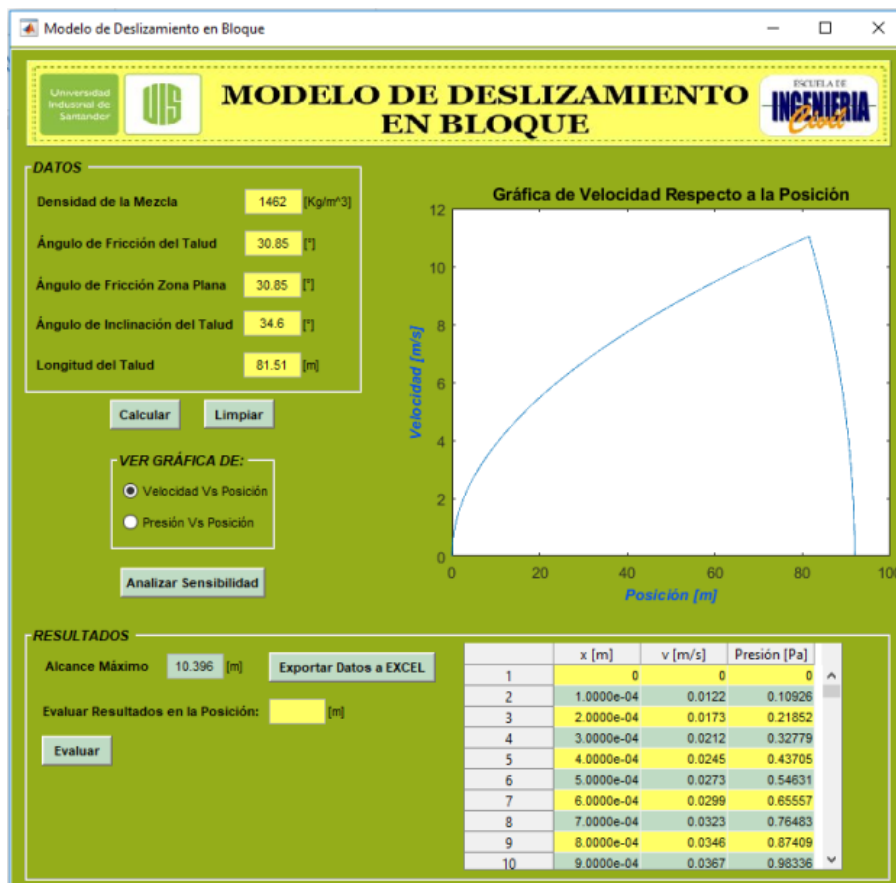 Modelo de Deslizamiento en Bloque
Universidad
Industrial de
Santander
UIS
MODELO DE DESLIZAMIENTO
EN BLOQUE
ESCUELA DE
INGENIERIA
Civil
DATOS
Densidad de la Mezcla 1462 [Kg/m^3]
Ángulo de Fricción del Talud 30.85 [°]
Ángulo de Fricción Zona Plana 30.85 [°]
Ángulo de Inclinación del Talud 34.6 [°]
Longitud del Talud 81.51 [m]
Calcular Limpiar
VER GRÁFICA DE:
Velocidad Vs Posición
Presión Vs Posición
Analizar Sensibilidad
Gráfica de Velocidad Respecto a la Posición
Velocidad [m/s]
12
10
8
6
4
2
0
0 20 40 60 80 100
Posición [m]
RESULTADOS
Alcance Máximo 10.396 [m] Exportar Datos a EXCEL
Evaluar Resultados en la Posición: [m]
Evaluar
x [m] v [m/s] Presión [Pa]
1 0 0 0
2 1.0000e-04 0.0122 0.10926
3 2.0000e-04 0.0173 0.21852
4 3.0000e-04 0.0212 0.32779
5 4.0000e-04 0.0245 0.43705
6 5.0000e-04 0.0273 0.54631
7 6.0000e-04 0.0299 0.65557
8 7.0000e-04 0.0323 0.76483
9 8.0000e-04 0.0346 0.87409
10 9.0000e-04 0.0367 0.98336